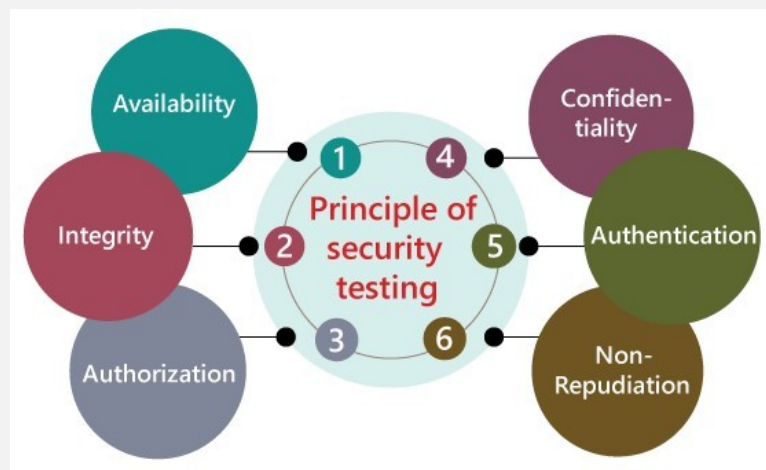 Availability
Integrity
Authorization
1
2
3
Principle of
security
testing
4
5
6
Confiden-
tiality
Authentication
Non-
Repudiation